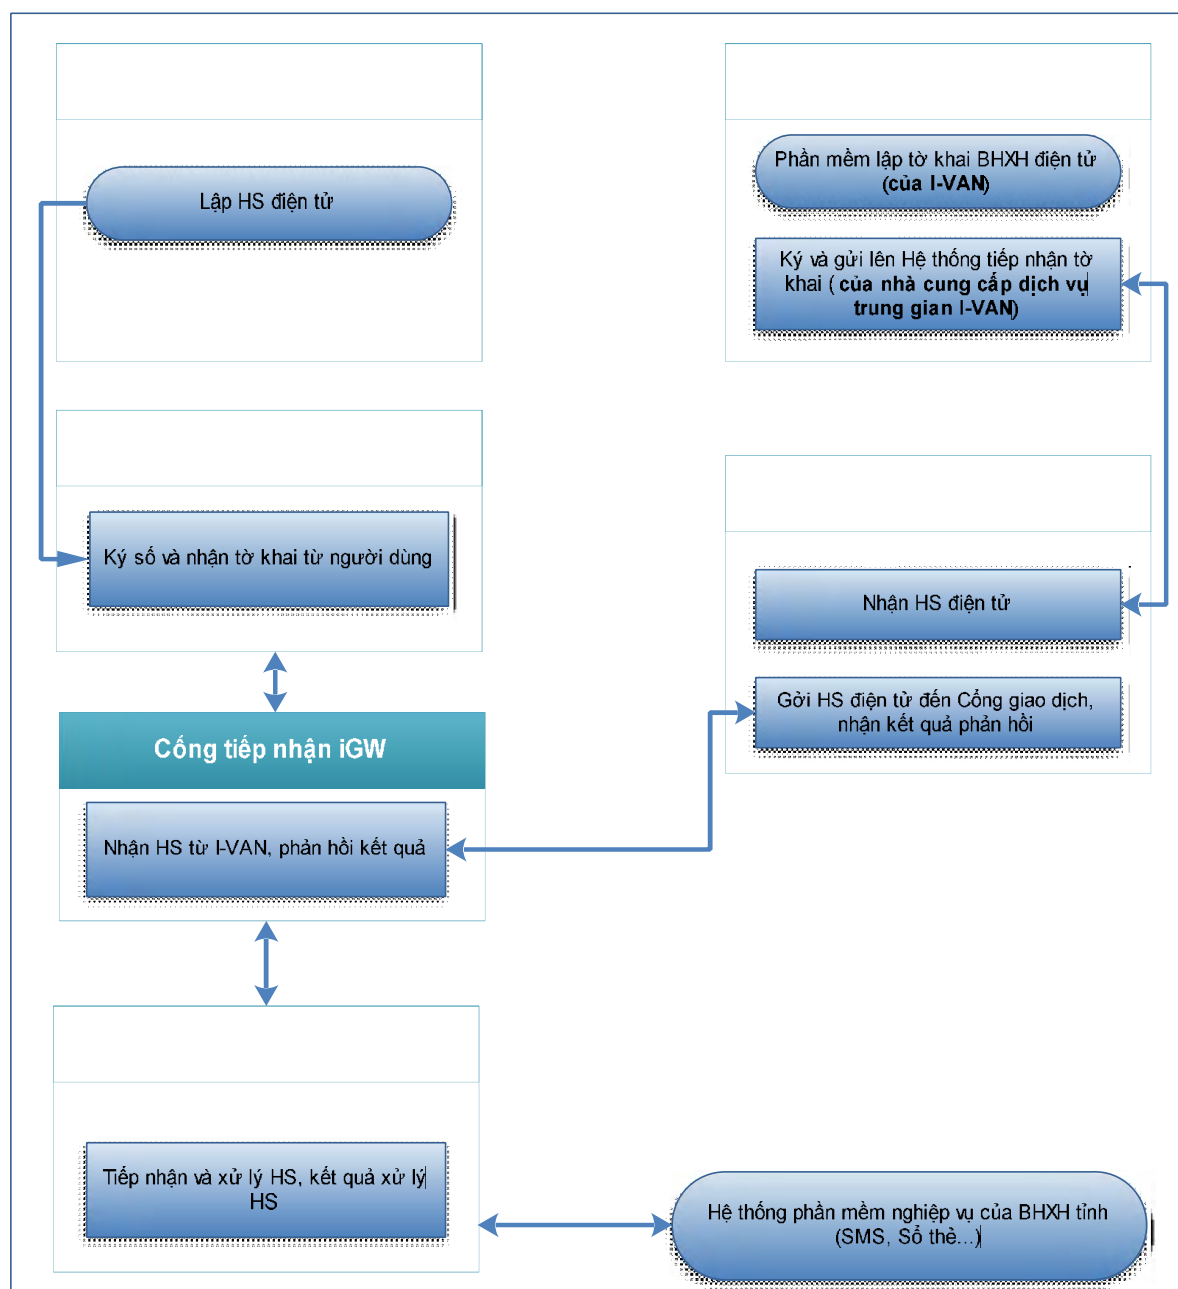 Lập HS điện tử
Phần mềm lập tờ khai BHXH điện tử
(của I-VAN)
Ký và gửi lên Hệ thống tiếp nhận tờ
khai ( của nhà cung cấp dịch vụ
trung gian I-VAN)
Ký số và nhận tờ khai từ người dùng
Nhận HS điện tử
Gởi HS điện tử đến Cổng giao dịch,
nhận kết quả phản hồi
Cổng tiếp nhận iGW
Nhận HS từ I-VAN, phản hồi kết quả
Tiếp nhận và xử lý HS, kết quả xử lý
HS
Hệ thống phần mềm nghiệp vụ của BHXH tỉnh
(SMS, Sổ thẻ...)